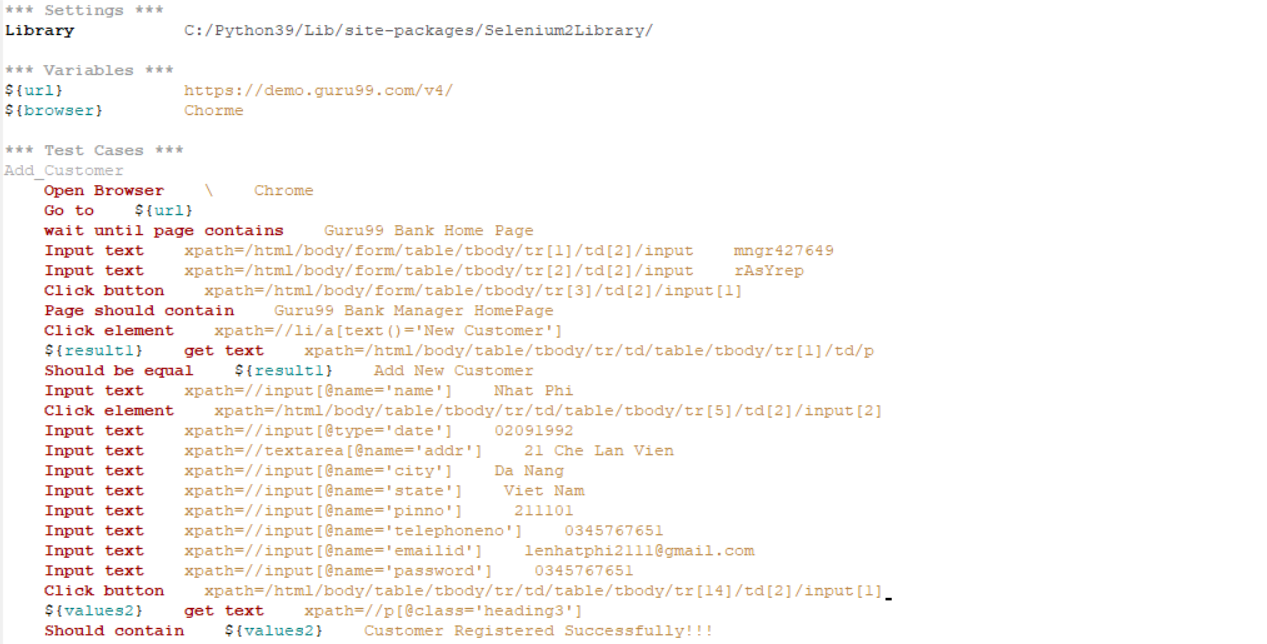 *** Settings ***
Library C:/Python39/Lib/site-packages/Selenium2Library/
*** Variables ***
${url} https://demo.guru99.com/v4/
${browser} Chorme
*** Test Cases ***
Add_Customer
Open Browser \ Chrome
Go to ${url}
wait until page contains Guru99 Bank Home Page
Input text xpath=/html/body/form/table/tbody/tr[1]/td[2]/input mngr427649
Input text xpath=/html/body/form/table/tbody/tr[2]/td[2]/input rAsYrep
Click button xpath=/html/body/form/table/tbody/tr[3]/td[2]/input[1]
Page should contain Guru99 Bank Manager HomePage
Click element xpath=//li/a[text()='New Customer']
${result1} get text xpath=/html/body/table/tbody/tr/td/table/tbody/tr[1]/td/p
Should be equal ${result1} Add New Customer
Input text xpath=//input[@name='name'] Nhat Phi
Click element xpath=/html/body/table/tbody/tr/td/table/tbody/tr[5]/td[2]/input[2]
Input text xpath=//input[@type='date'] 02091992
Input text xpath=//textarea[@name='addr'] 21 Che Lan Vien
Input text xpath=//input[@name='city'] Da Nang
Input text xpath=//input[@name='state'] Viet Nam
Input text xpath=//input[@name='pinno'] 211101
Input text xpath=//input[@name='telephoneno'] 0345767651
Input text xpath=//input[@name='emailid'] lenhatphi2111@gmail.com
Input text xpath=//input[@name='password'] 0345767651
Click button xpath=/html/body/table/tbody/tr/td/table/tbody/tr[14]/td[2]/input[1]
${values2} get text xpath=//p[@class='heading3']
Should contain ${values2} Customer Registered Successfully!!!